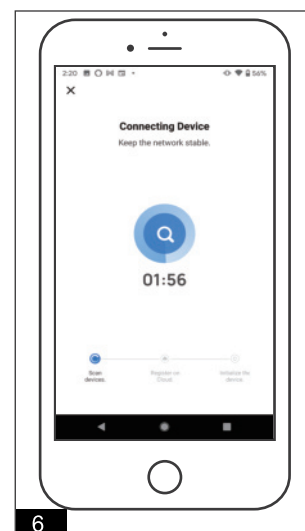 2:20 56%
Connecting Device
Keep the network stable.
01:56
Scan devices.
Register on Cloud.
Initialize the device.
6